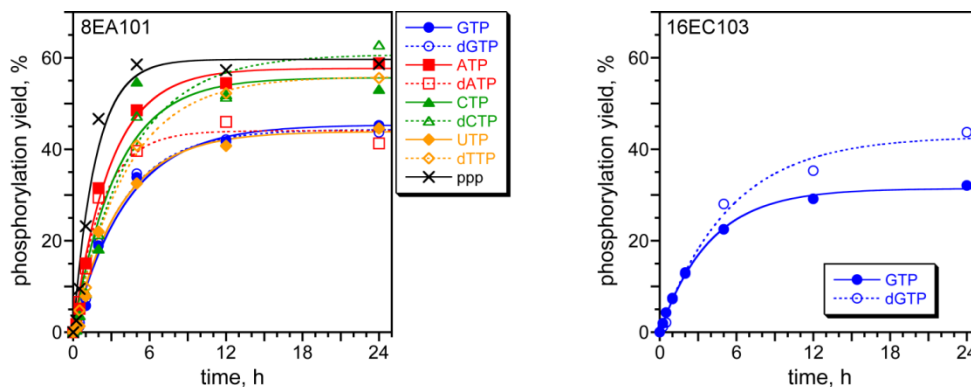 8EA101
phosphorylation yield, %
60
40
20
0
0
6
12
18
24
time, h
GTP
dGTP
ATP
dATP
CTP
dCTP
UTP
dTTP
ppp
16EC103
phosphorylation yield, %
60
40
20
0
0
6
12
18
24
time, h
GTP
dGTP